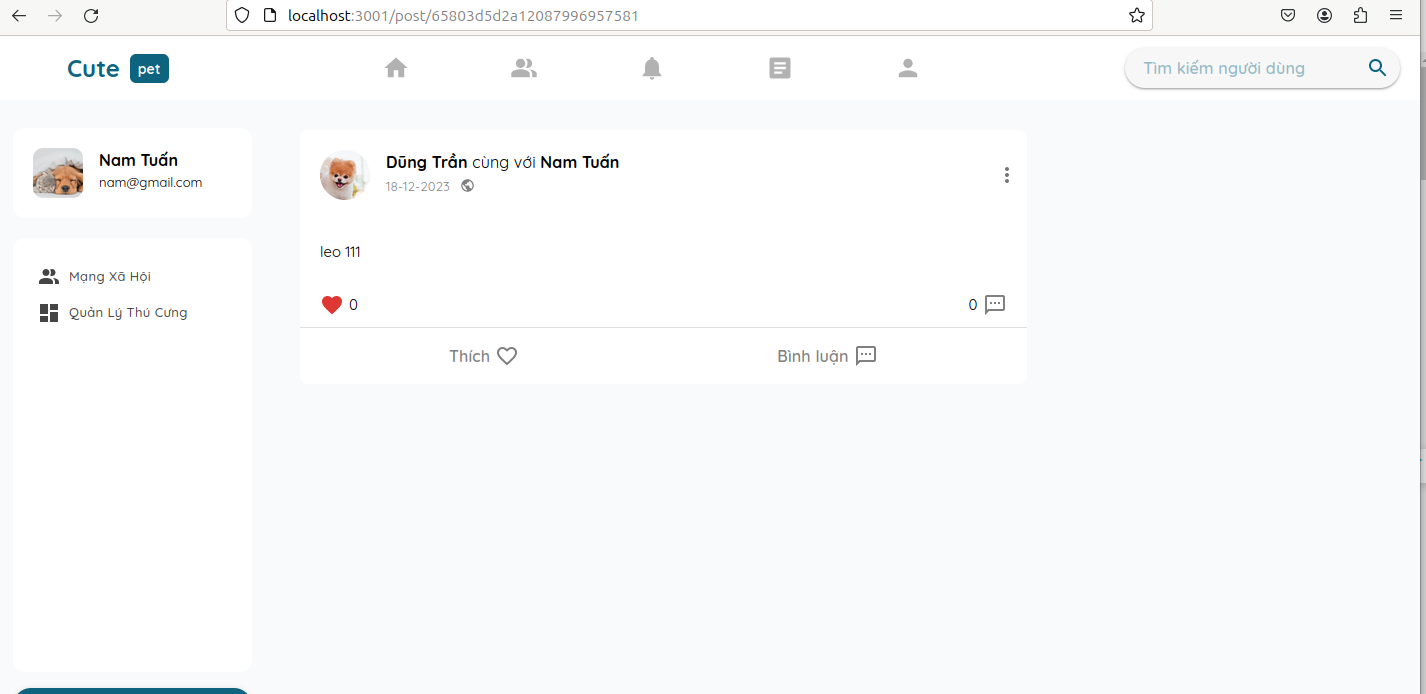 localhost:3001/post/65803d5d2a12087996957581
Cute pet
Tìm kiếm người dùng
Nam Tuấn
nam@gmail.com
Mạng Xã Hội
Quản Lý Thú Cưng
Dũng Trần cùng với Nam Tuấn
18-12-2023
leo 111
0
0
Thích
Bình luận